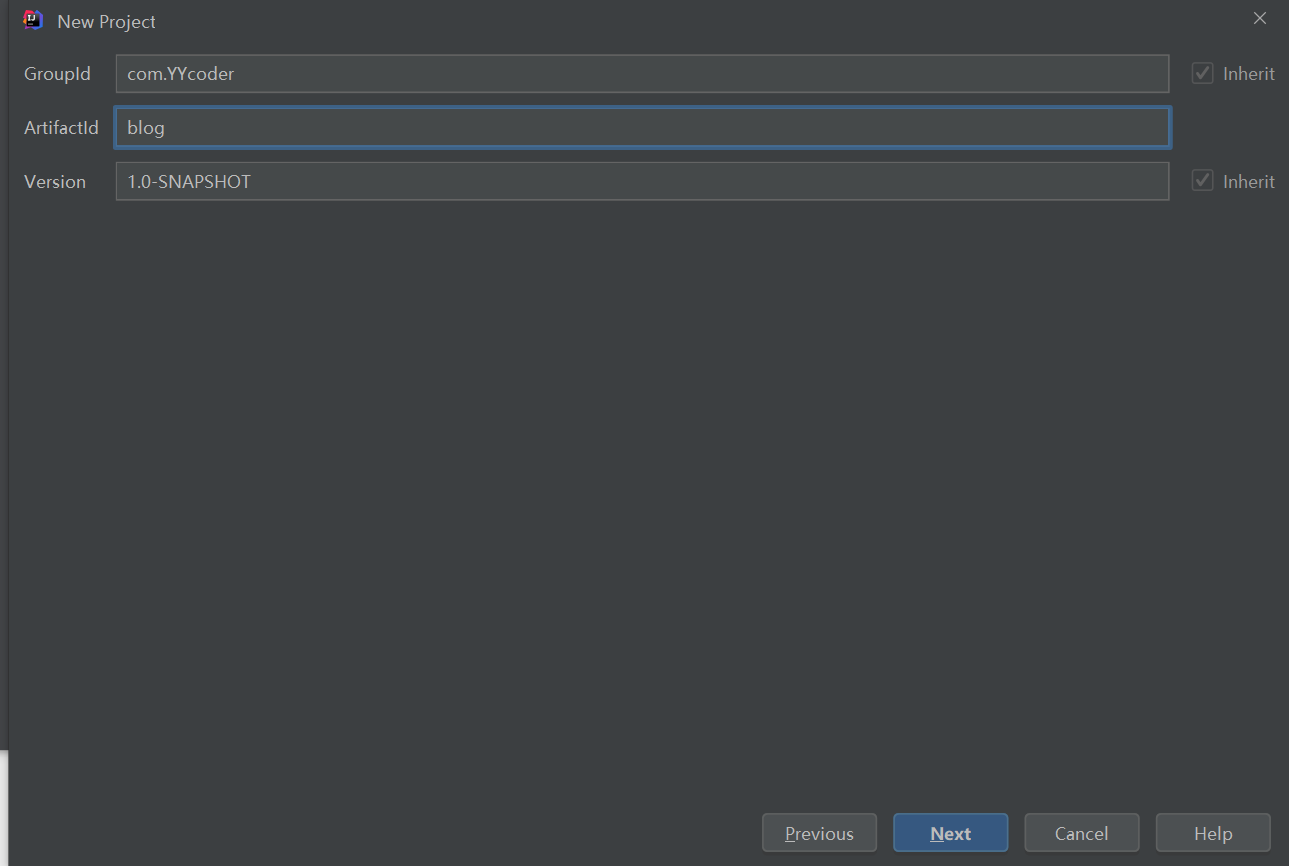 New Project
GroupId com.YYcoder Inherit
ArtifactId blog
Version 1.0-SNAPSHOT Inherit
Previous Next Cancel Help